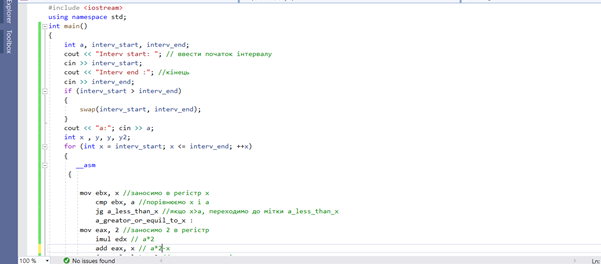 Explorer
Toolbox
#include <iostream>
using namespace std;
int main()
{
int a, interv_start, interv_end;
cout << "Interv start: "; // ввести початок інтервалу
cin >> interv_start;
cout << "Interv end :"; //кінець
cin >> interv_end;
if (interv_start > interv_end)
{
swap(interv_start, interv_end);
}
cout << "a:"; cin >> a;
int x , y, y, y2;
for (int x = interv_start; x <= interv_end; ++x)
{
__asm
{
mov ebx, x //заносимо в регістр x
cmp ebx, a //порівнюємо x і a
jg a_less_than_x //якщо x>a, переходимо до мітки a_less_than_x
a_greator_or_equil_to_x :
mov eax, 2 //заносимо 2 в регістр
imul edx // a*2
add eax, x // a*2-x
100 %
No issues found
Ln: